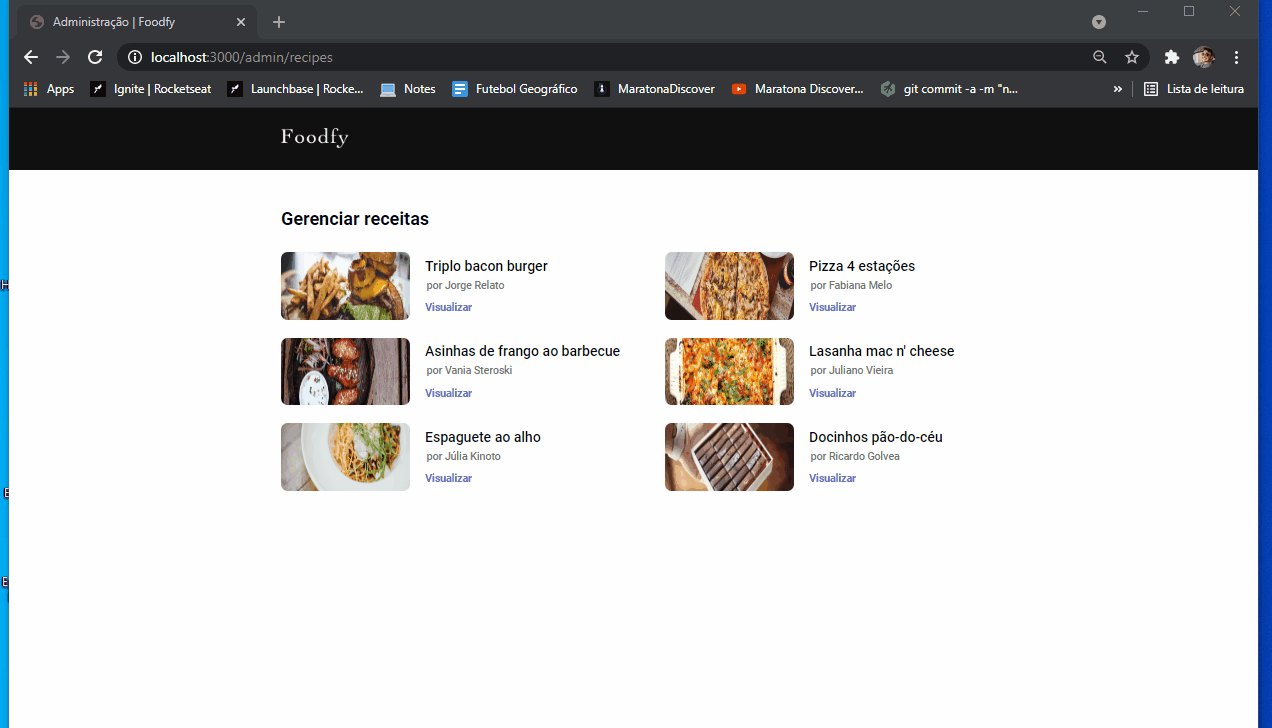 Administração | Foodfy
localhost:3000/admin/recipes
Apps
Ignite | Rocketseat
Launchbase | Rocke...
Notes
Futebol Geográfico
MaratonaDiscover
Maratona Discover...
git commit -a -m "n...
»
Lista de leitura
Foodfy
Gerenciar receitas
Triplo bacon burger
por Jorge Relato
Visualizar
Pizza 4 estações
por Fabiana Melo
Visualizar
Asinhas de frango ao barbecue
por Vania Steroski
Visualizar
Lasanha mac n' cheese
por Juliano Vieira
Visualizar
Espaguete ao alho
por Júlia Kinoto
Visualizar
Docinhos pão-do-céu
por Ricardo Golvea
Visualizar